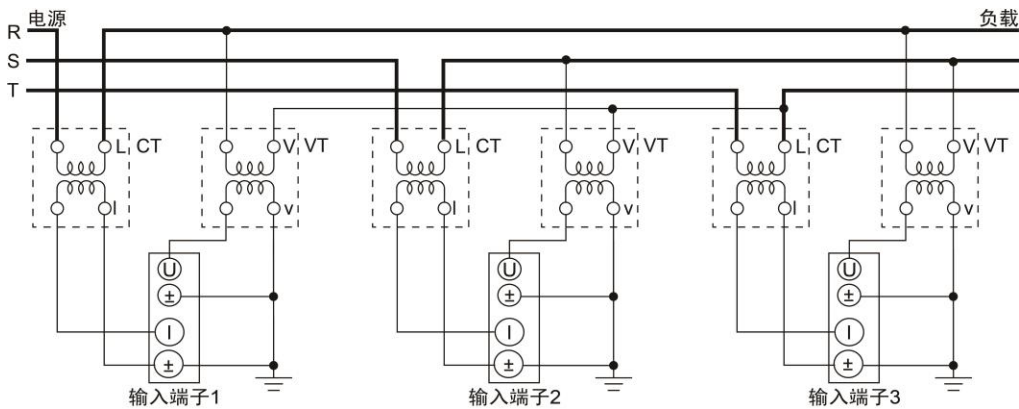 电源 负载
R
S
T
L CT V VT L CT V VT L CT V VT
l v l v l v
U U U
± ± ±
I I I
± ± ±
输入端子1 输入端子2 输入端子3